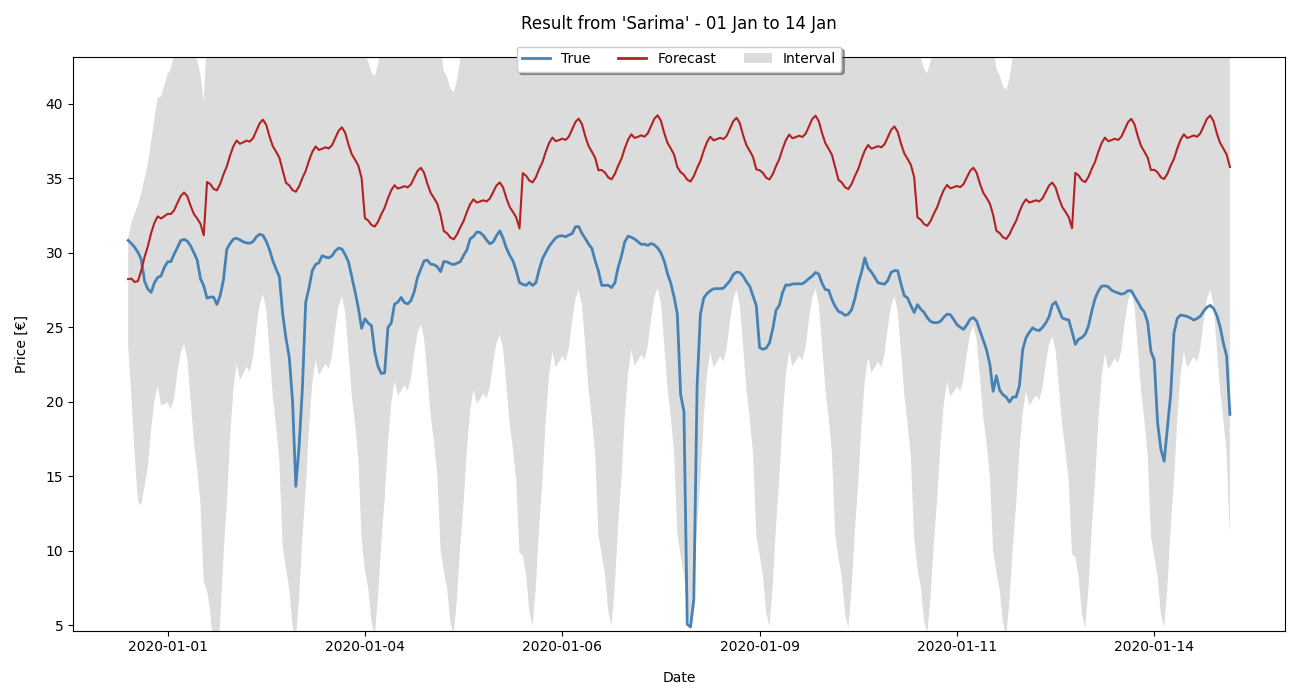 Result from 'Sarima' - 01 Jan to 14 Jan
True Forecast Interval
40
35
30
25
20
15
10
5
Price [€]
2020-01-01 2020-01-04 2020-01-06 2020-01-09 2020-01-11 2020-01-14
Date